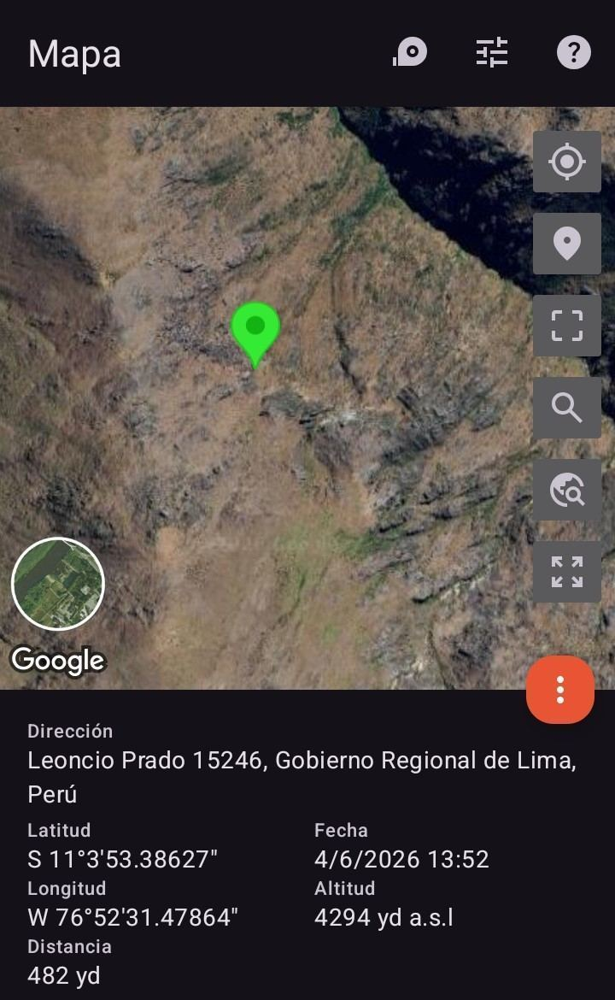 Mapa
Google
Dirección
Leoncio Prado 15246, Gobierno Regional de Lima,
Perú
Latitud
S 11°3'53.38627"
Fecha
4/6/2026 13:52
Longitud
W 76°52'31.47864"
Altitud
4294 yd a.s.l
Distancia
482 yd